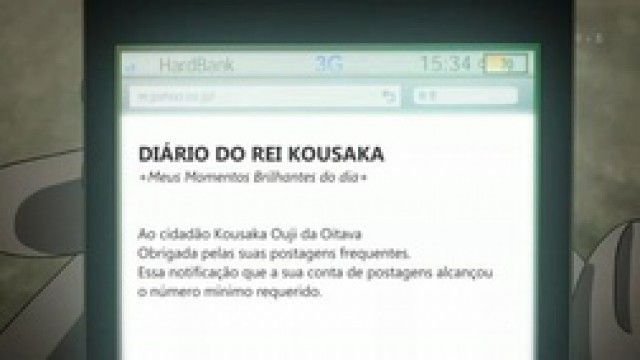 HardBank 3G 15:34
DIÁRIO DO REI KOUSAKA
«Meus Momentos Brilhantes do dia»
Ao cidadão Kousaka Ouji da Oitava
Obrigada pelas suas postagens frequentes.
Essa notificação que a sua conta de postagens alcançou
o número mínimo requerido.